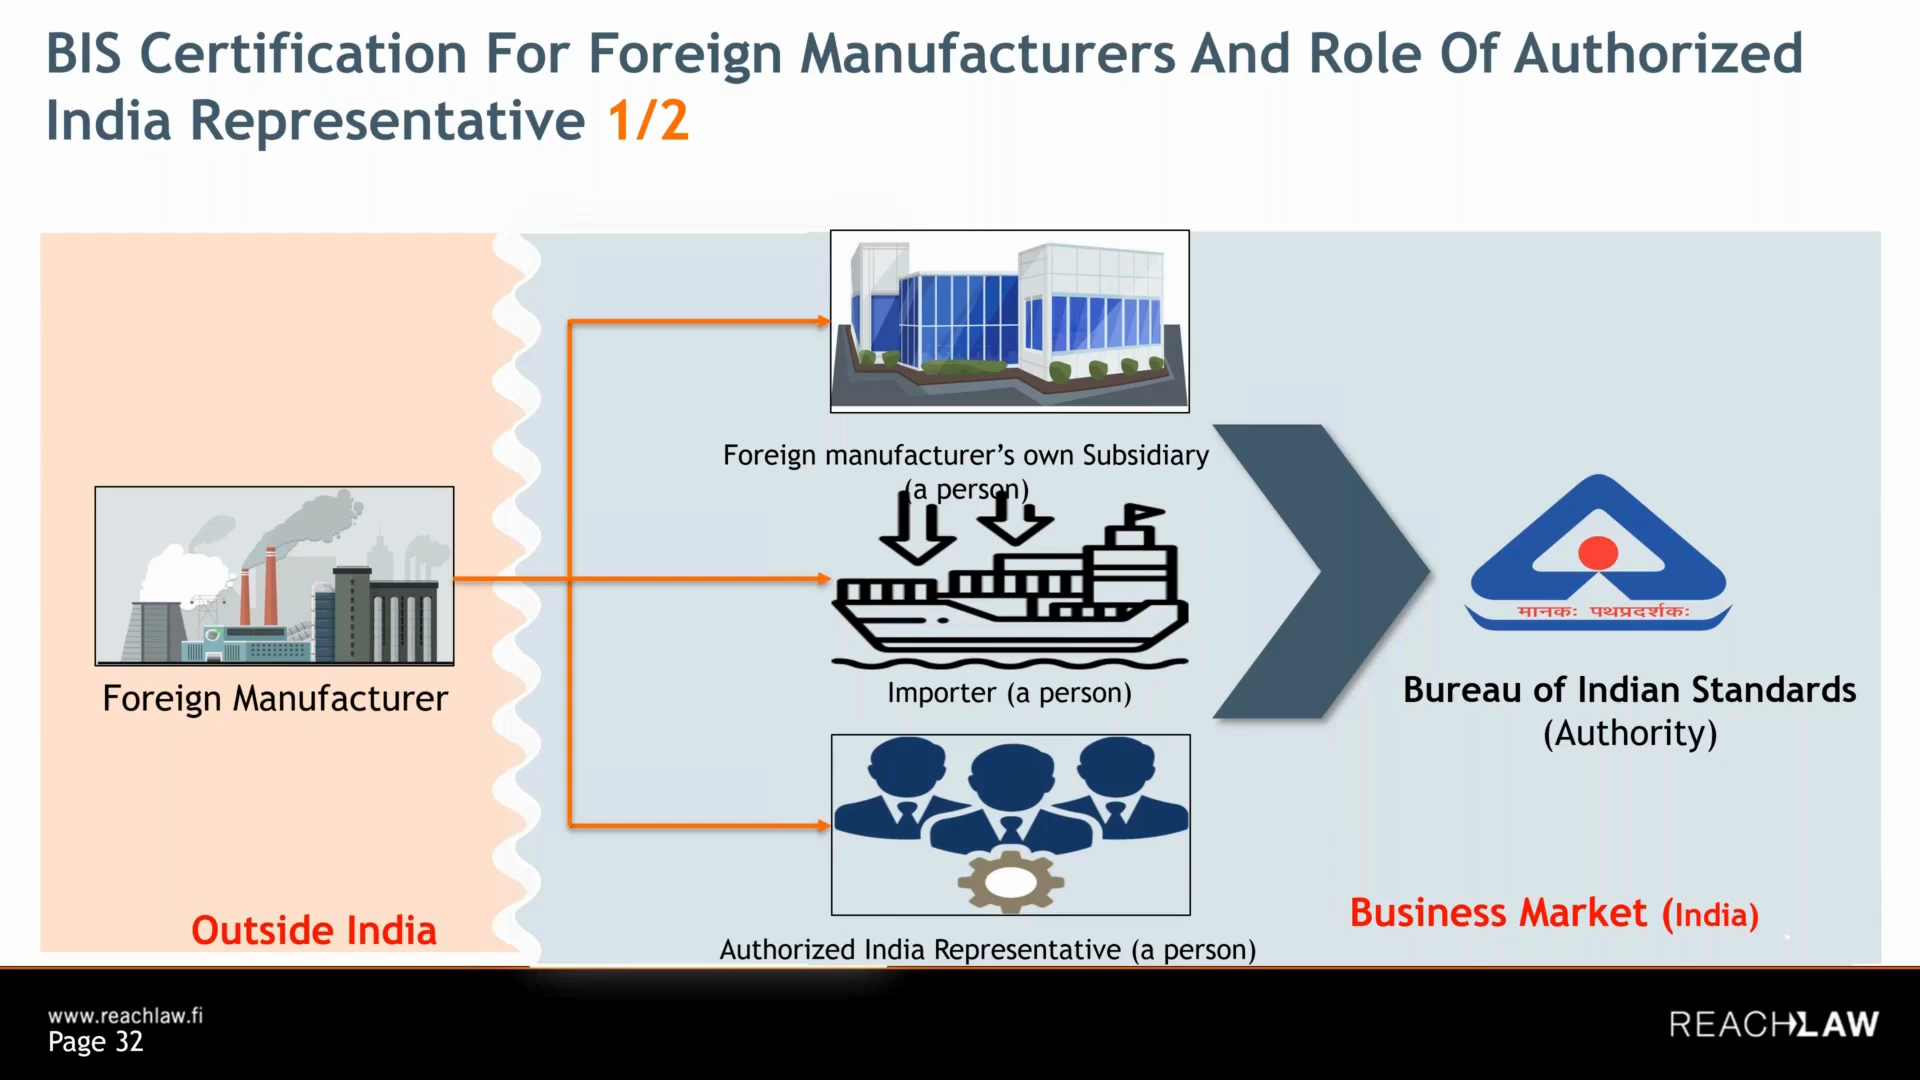 BIS Certification For Foreign Manufacturers And Role Of Authorized
India Representative 1/2
Foreign manufacturer’s own Subsidiary
(a person)
Foreign Manufacturer
Importer (a person)
मानकः पथप्रदर्शकः
Bureau of Indian Standards
(Authority)
Outside India
Business Market (India)
Authorized India Representative (a person)
www.reachlaw.fi
Page 32
REACHLAW